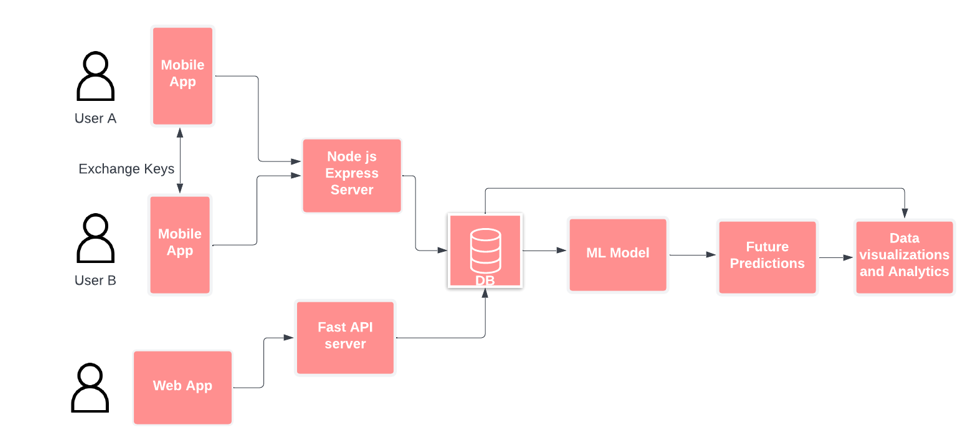 Mobile
App
User A
Exchange Keys
Node js
Express
Server
Mobile
App
User B
DB
ML Model
Future
Predictions
Data
visualizations
and Analytics
Fast API
server
Web App